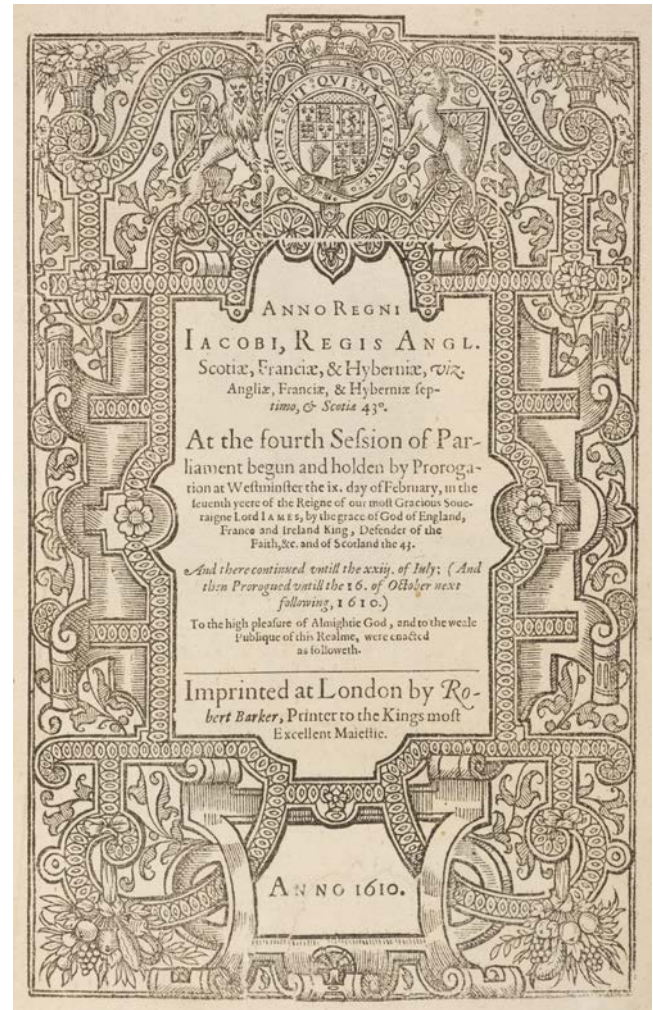 HONI·SOIT·QVI·MAL·Y·PENSE
ANNO REGNI
IACOBI, REGIS ANGL.
Scotiæ, Franciæ, & Hyberniæ, viz.
Angliæ, Franciæ, & Hyberniæ ſep-
timo, & Scotiæ 43°.
At the fourth Seſsion of Par-
liament begun and holden by Proroga-
tion at Weſtminſter the ix. day of February, in the
ſeuenth yeere of the Reigne of our moſt Gracious Soue-
raigne Lord IAMES, by the grace of God of England,
France and Ireland King, Defender of the
Faith,&c. and of Scotland the 43.
And there continued vntill the xxiij. of Iuly: (And
then Prorogued vntill the 16. of October next
following, 1610.)
To the high pleaſure of Almightie God, and to the weale
Publique of this Realme, were enacted
as followeth.
Imprinted at London by Ro-
bert Barker, Printer to the Kings moſt
Excellent Maieſtie.
ANNO 1610.